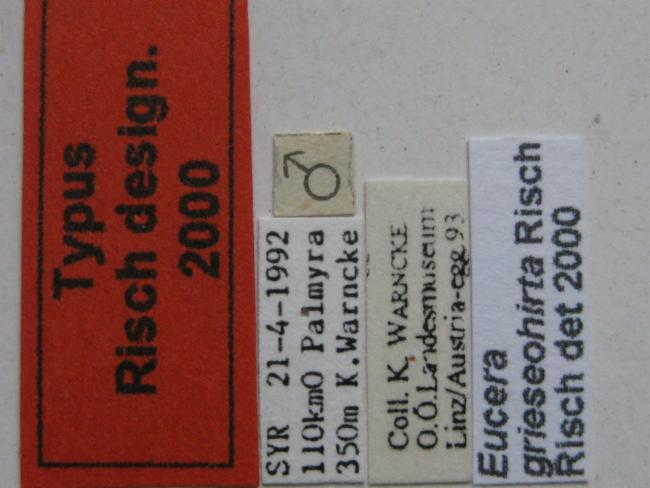 Typus
Risch design.
2000
♂
SYR 21-4-1992
110kmO Palmyra
350m K.Warncke
Coll. K. WARNCKE
O.Ö.Landesmuseum
Linz/Austria-egg 93
Eucera
grieseohirta Risch
Risch det 2000